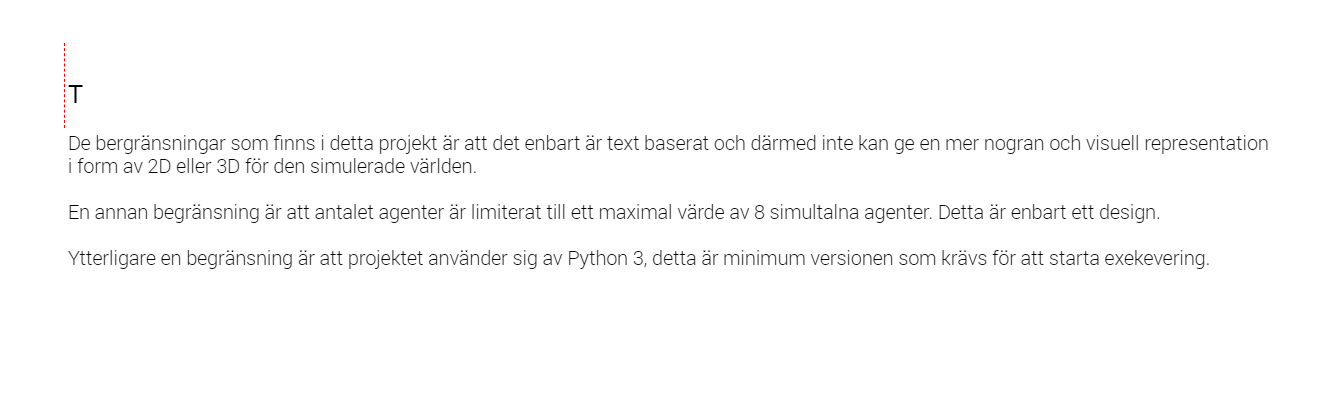 T
De bergränsningar som finns i detta projekt är att det enbart är text baserat och därmed inte kan ge en mer nogran och visuell representation
i form av 2D eller 3D för den simulerade världen.
En annan begränsning är att antalet agenter är limiterat till ett maximal värde av 8 simultalna agenter. Detta är enbart ett design.
Ytterligare en begränsning är att projektet använder sig av Python 3, detta är minimum versionen som krävs för att starta exekevering.